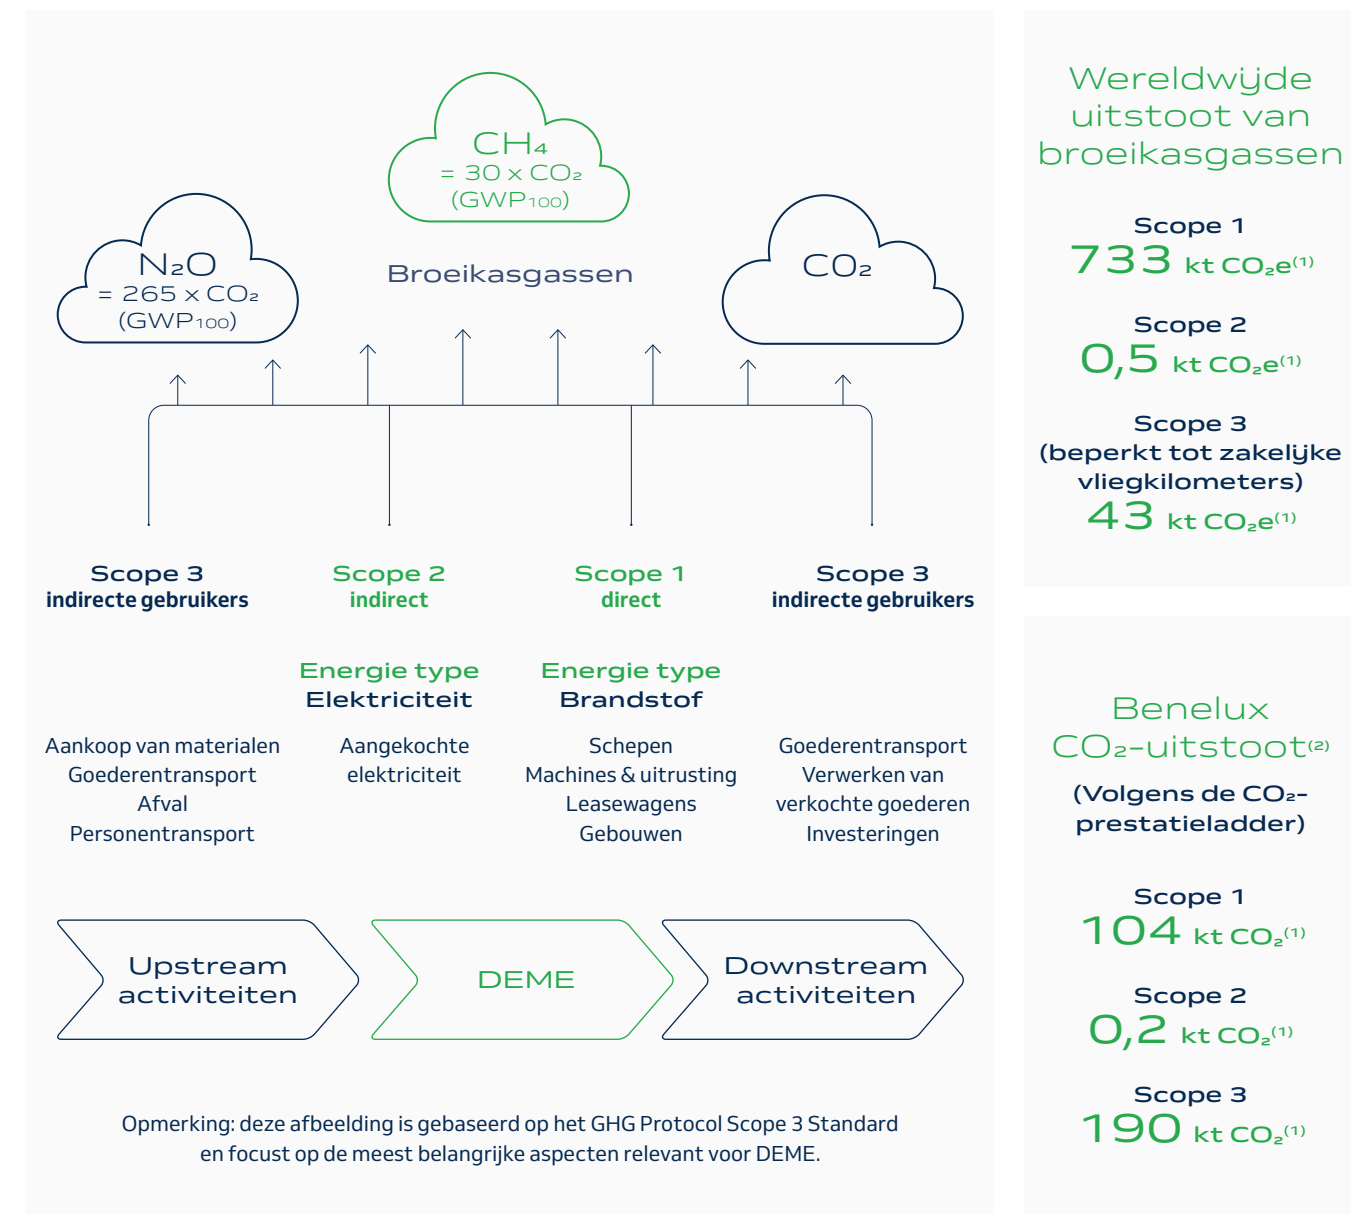 CH₄
= 30 x CO₂
(GWP₁₀₀)
N₂O
= 265 x CO₂
(GWP₁₀₀)
Broeikasgassen
CO₂
Scope 3
indirecte gebruikers
Scope 2
indirect
Scope 1
direct
Scope 3
indirecte gebruikers
Energie type
Elektriciteit
Energie type
Brandstof
Aankoop van materialen
Goederentransport
Afval
Personentransport
Aangekochte
elektriciteit
Schepen
Machines & uitrusting
Leasewagens
Gebouwen
Goederentransport
Verwerken van
verkochte goederen
Investeringen
Upstream
activiteiten
DEME
Downstream
activiteiten
Opmerking: deze afbeelding is gebaseerd op het GHG Protocol Scope 3 Standard
en focust op de meest belangrijke aspecten relevant voor DEME.
Wereldwijde
uitstoot van
broeikasgassen
Scope 1
733 kt CO₂e⁽¹⁾
Scope 2
0,5 kt CO₂e⁽¹⁾
Scope 3
(beperkt tot zakelijke
vliegkilometers)
43 kt CO₂e⁽¹⁾
Benelux
CO₂-uitstoot⁽²⁾
(Volgens de CO₂-
prestatieladder)
Scope 1
104 kt CO₂⁽¹⁾
Scope 2
0,2 kt CO₂⁽¹⁾
Scope 3
190 kt CO₂⁽¹⁾